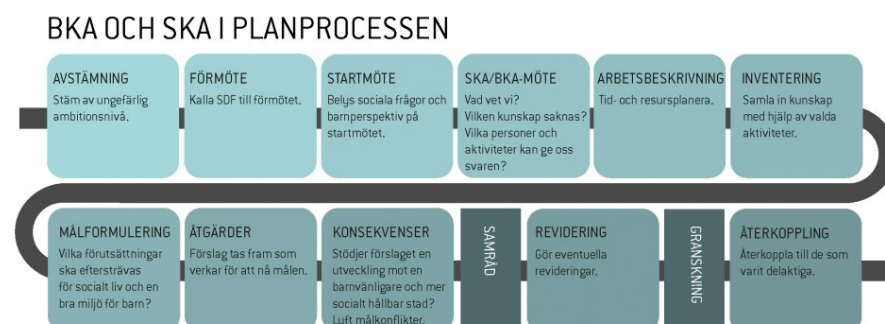 BKA OCH SKA I PLANPROCESSEN
AVSTÄMNING
Stäm av ungefärlig
ambitionsnivå.
FÖRMÖTE
Kalla SDF till förmötet.
STARTMÖTE
Belys sociala frågor och
barnperspektiv på
startmötet.
SKA/BKA-MÖTE
Vad vet vi?
Vilken kunskap saknas?
Vilka personer och
aktiviteter kan ge oss
svaren?
ARBETSBESKRIVNING
Tid- och resursplanera.
INVENTERING
Samla in kunskap
med hjälp av valda
aktiviteter.
MÅLFORMULERING
Vilka förutsättningar
ska eftersträvas
för socialt liv och en
bra miljö för barn?
ÅTGÄRDER
Förslag tas fram som
verkar för att nå målen.
KONSEKVENSER
Stödjer förslaget en
utveckling mot en
barnvänligare och mer
socialt hållbar stad?
Luft målkonflikter.
SAMRÅD
REVIDERING
Gör eventuella
revideringar.
GRANSKNING
ÅTERKOPPLING
Återkoppla till de som
varit delaktiga.